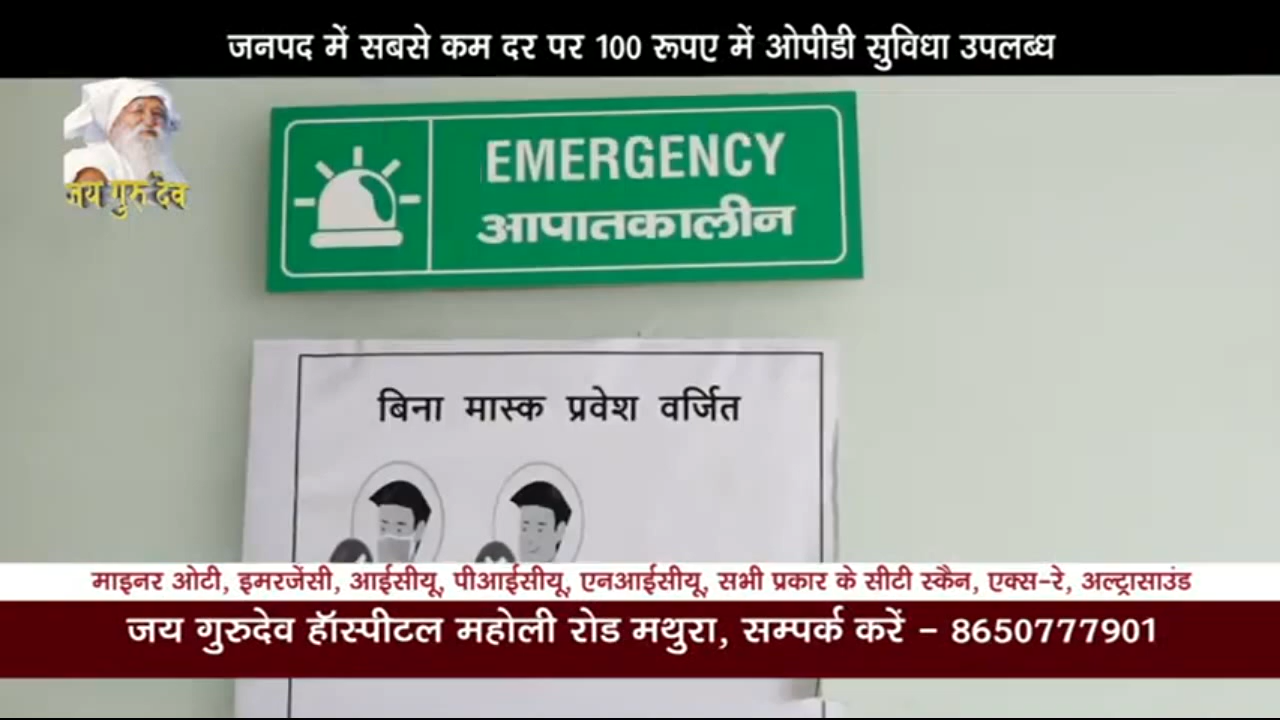 जनपद में सबसे कम दर पर 100 रूपए में ओपीडी सुविधा उपलब्ध
जय गुरु देव
EMERGENCY
आपातकालीन
बिना मास्क प्रवेश वर्जित
माइनर ओटी, इमरजेंसी, आईसीयू, पीआईसीयू, एनआईसीयू, सभी प्रकार के सीटी स्कैन, एक्स-रे, अल्ट्रासाउंड
जय गुरुदेव हॅास्पीटल महोली रोड मथुरा, सम्पर्क करें - 8650777901